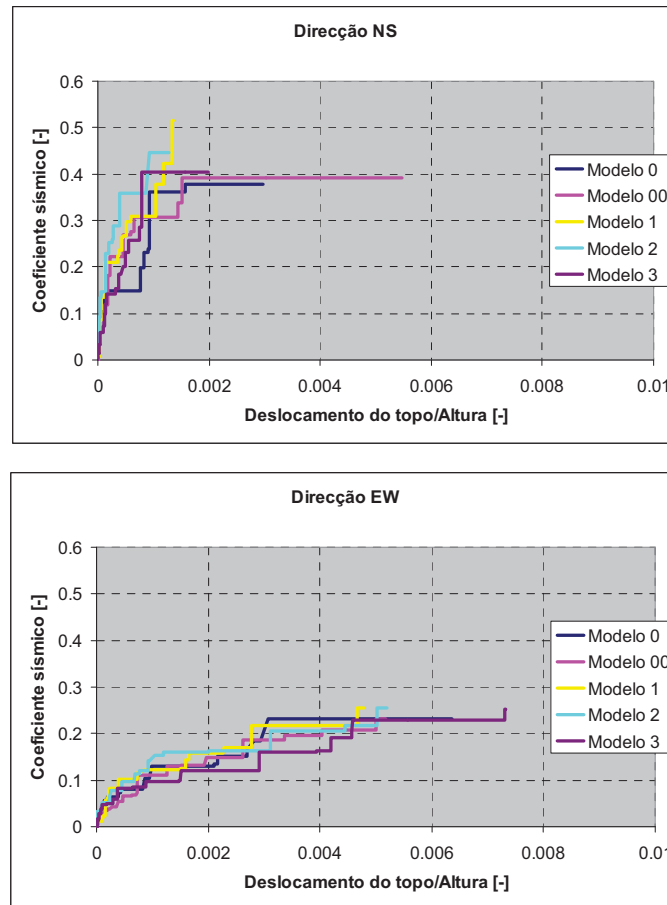 Direcção NS
Coeficiente sísmico [-]
0.6
0.5
0.4
0.3
0.2
0.1
0
0 0.002 0.004 0.006 0.008 0.01
Deslocamento do topo/Altura [-]
Modelo 0
Modelo 00
Modelo 1
Modelo 2
Modelo 3
Direcção EW
Coeficiente sísmico [-]
0.6
0.5
0.4
0.3
0.2
0.1
0
0 0.002 0.004 0.006 0.008 0.01
Deslocamento do topo/Altura [-]
Modelo 0
Modelo 00
Modelo 1
Modelo 2
Modelo 3